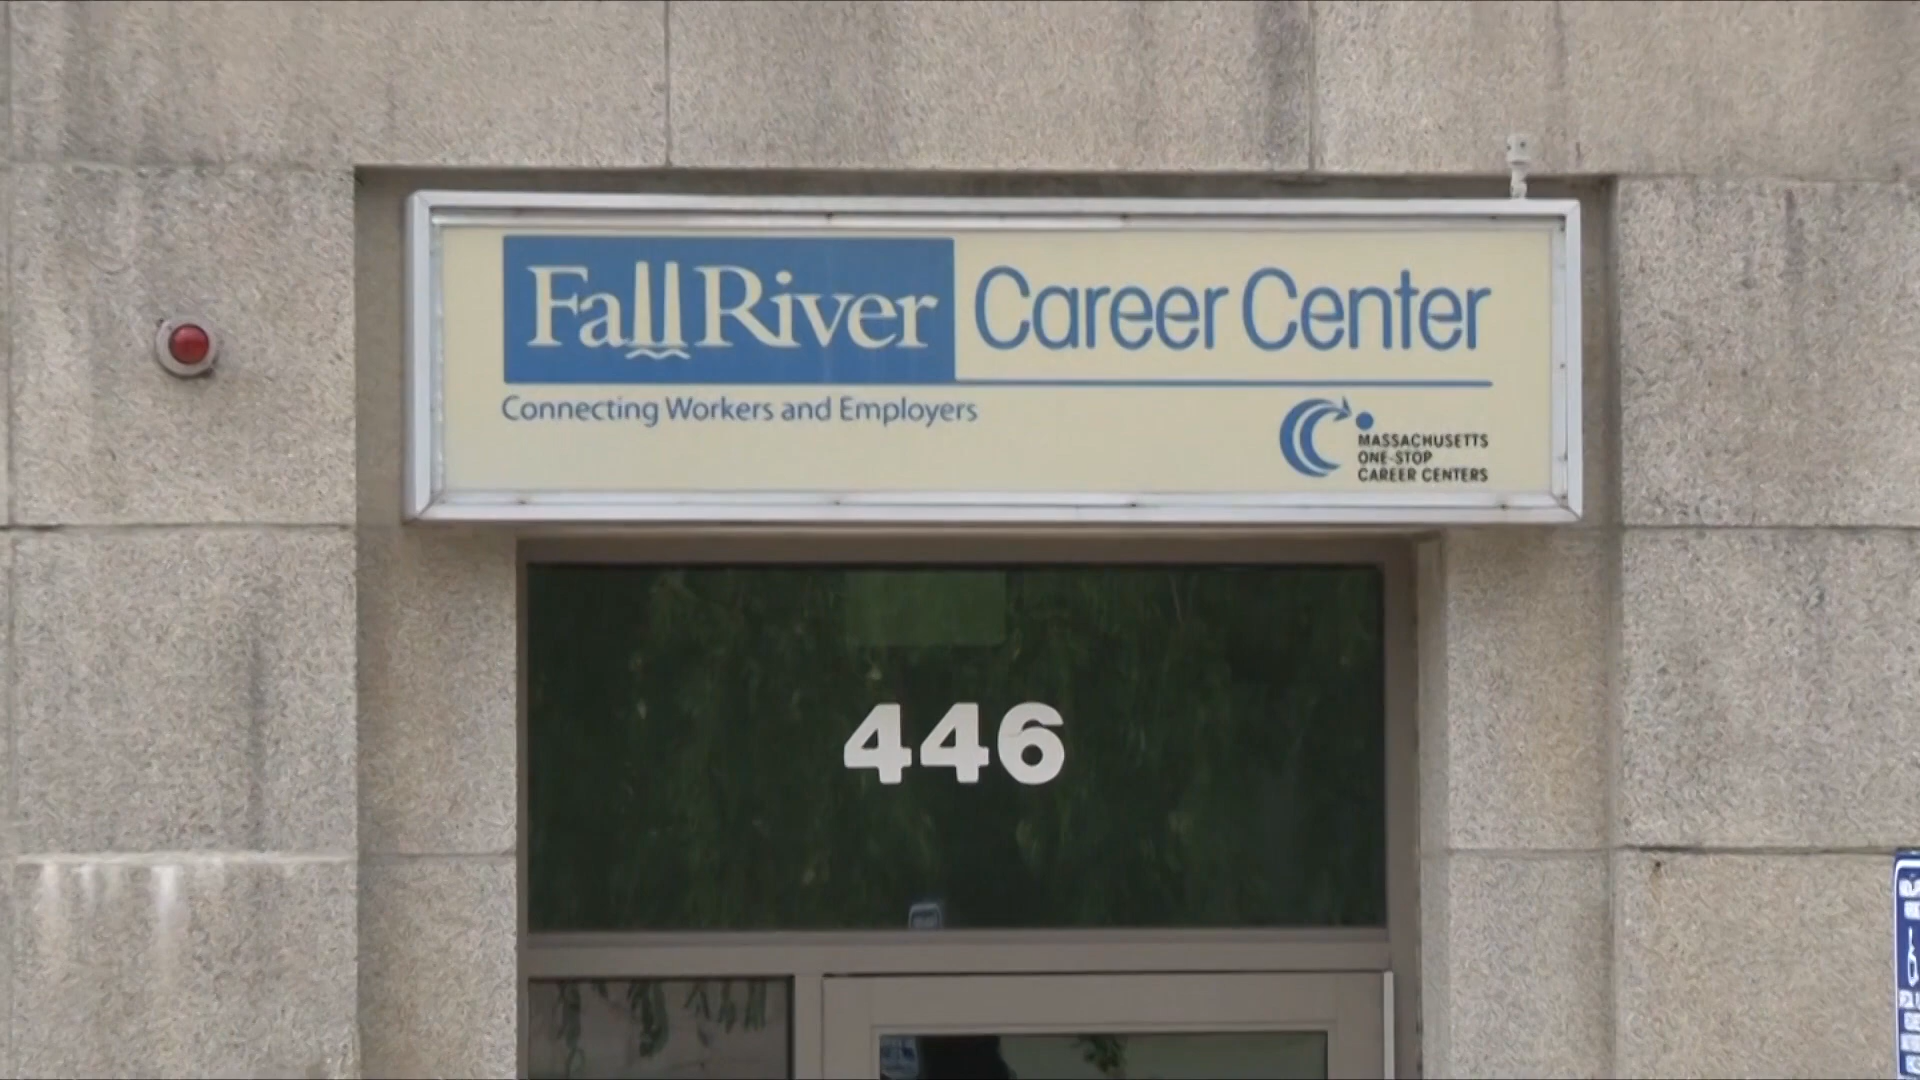 Fall River Career Center
Connecting Workers and Employers
MASSACHUSETTS
ONE-STOP
CAREER CENTERS
446